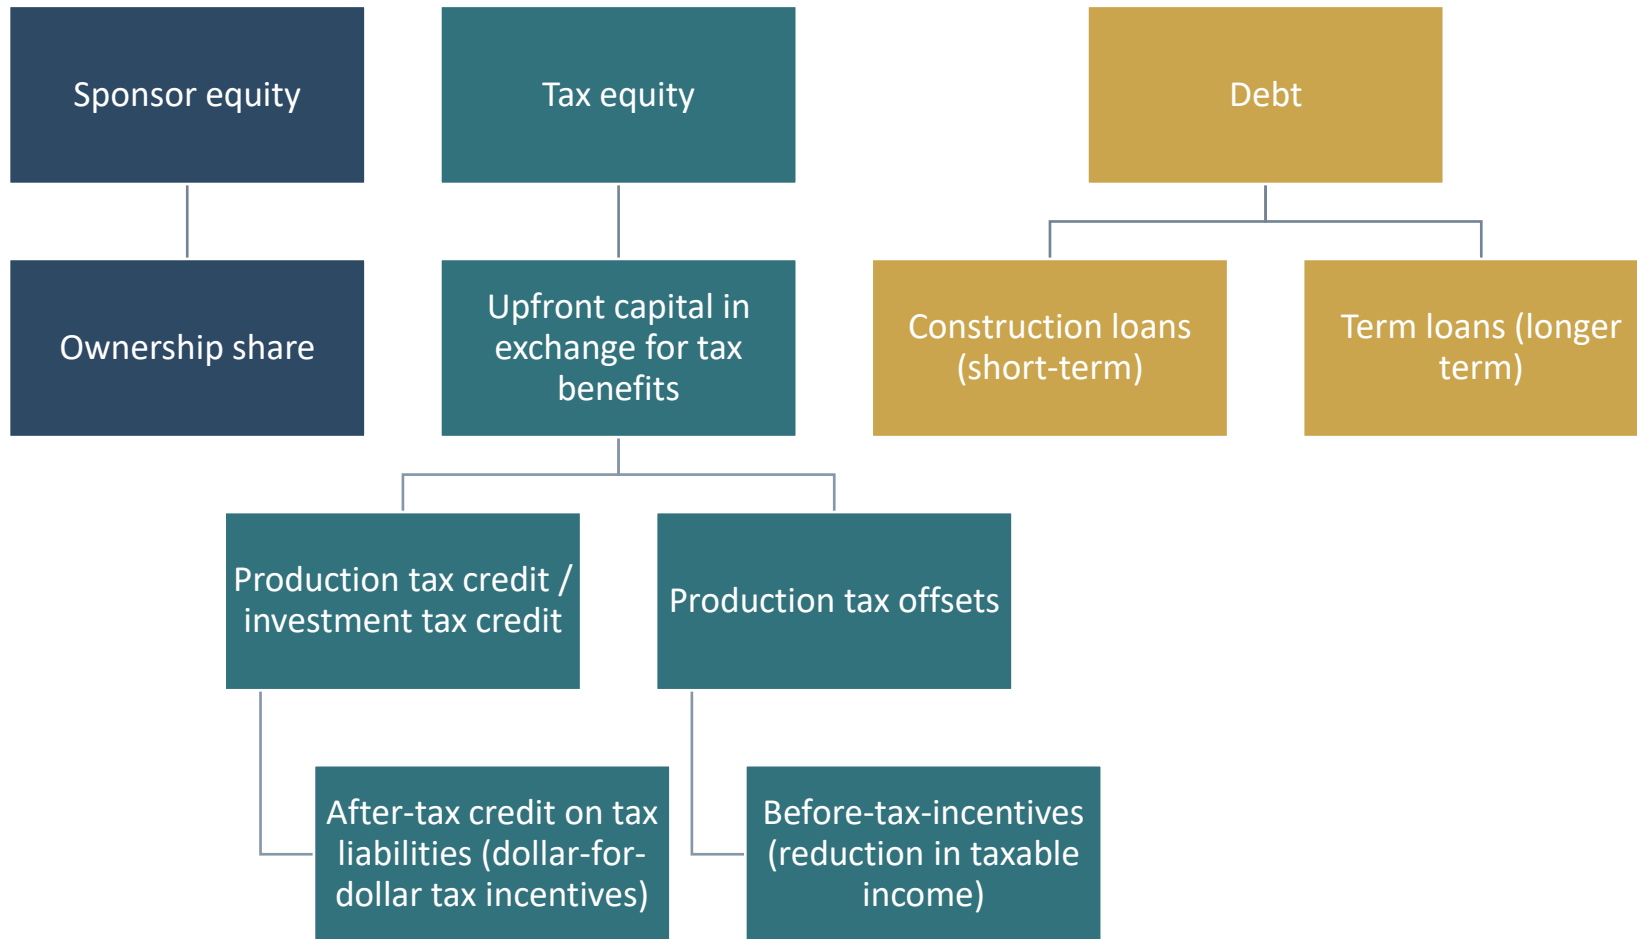 Sponsor equity
Tax equity
Debt
Ownership share
Upfront capital in
exchange for tax
benefits
Construction loans
(short-term)
Term loans (longer
term)
Production tax credit /
investment tax credit
Production tax offsets
After-tax credit on tax
liabilities (dollar-for-
dollar tax incentives)
Before-tax-incentives
(reduction in taxable
income)